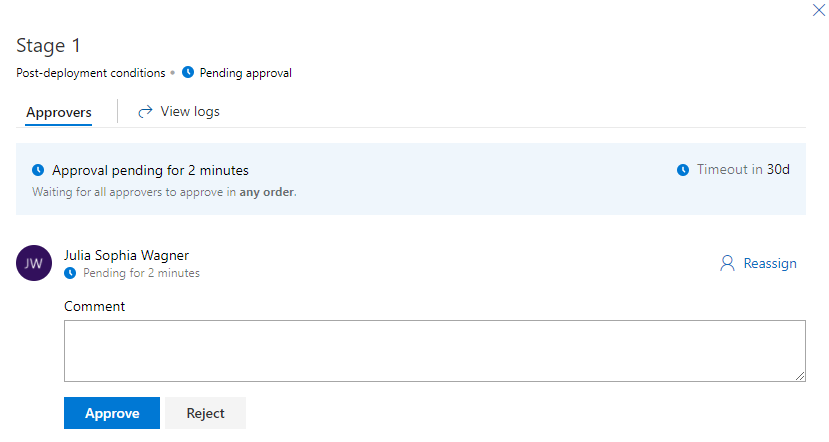 Stage 1
Post-deployment conditions • Pending approval
Approvers View logs
Approval pending for 2 minutes Timeout in 30d
Waiting for all approvers to approve in any order.
JW Julia Sophia Wagner
Pending for 2 minutes Reassign
Comment
Approve Reject